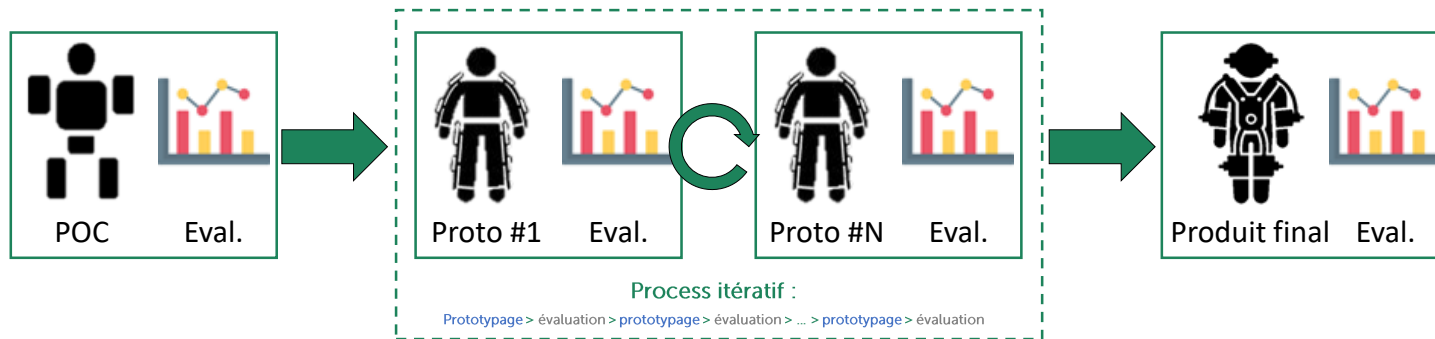 POC Eval.
Proto #1 Eval.
Proto #N Eval.
Produit final Eval.
Process itératif :
Prototypage > évaluation > prototypage > évaluation > ... > prototypage > évaluation